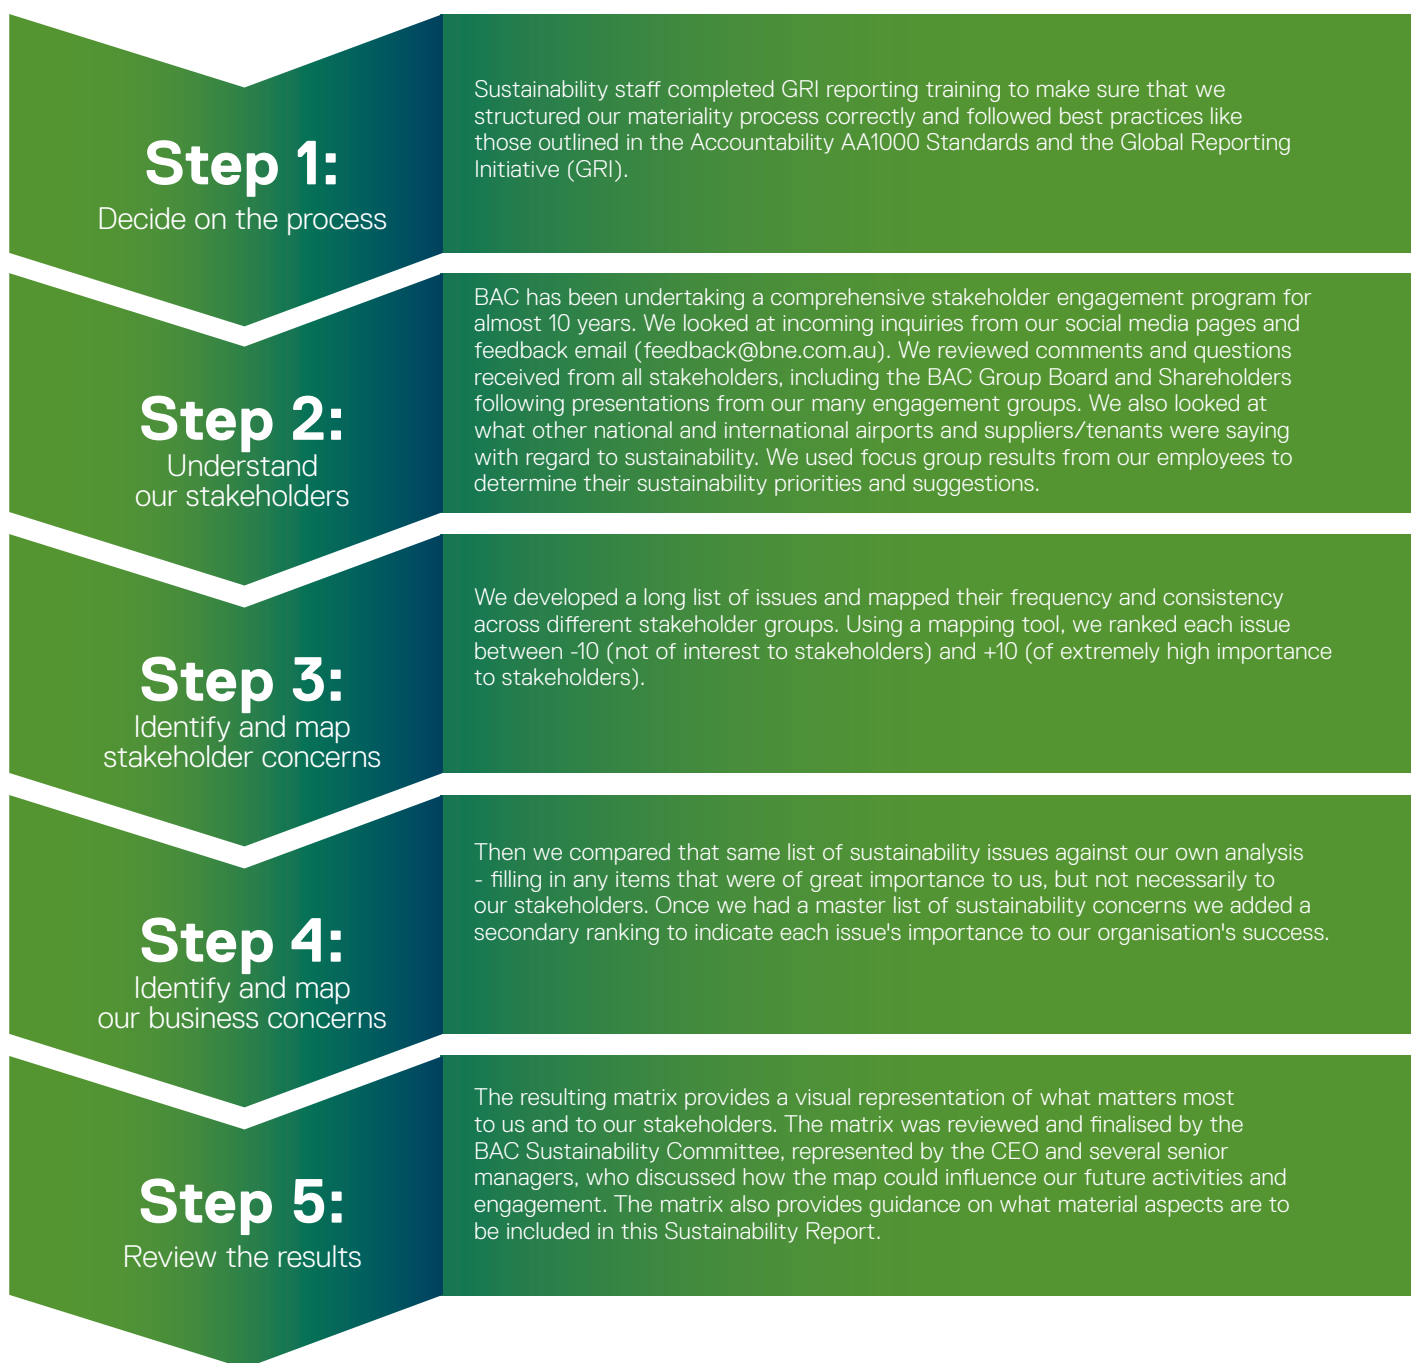 Step 1:
Decide on the process
Sustainability staff completed GRI reporting training to make sure that we
structured our materiality process correctly and followed best practices like
those outlined in the Accountability AA1000 Standards and the Global Reporting
Initiative (GRI).
Step 2:
Understand
our stakeholders
BAC has been undertaking a comprehensive stakeholder engagement program for
almost 10 years. We looked at incoming inquiries from our social media pages and
feedback email (feedback@bne.com.au). We reviewed comments and questions
received from all stakeholders, including the BAC Group Board and Shareholders
following presentations from our many engagement groups. We also looked at
what other national and international airports and suppliers/tenants were saying
with regard to sustainability. We used focus group results from our employees to
determine their sustainability priorities and suggestions.
Step 3:
Identify and map
stakeholder concerns
We developed a long list of issues and mapped their frequency and consistency
across different stakeholder groups. Using a mapping tool, we ranked each issue
between -10 (not of interest to stakeholders) and +10 (of extremely high importance
to stakeholders).
Step 4:
Identify and map
our business concerns
Then we compared that same list of sustainability issues against our own analysis
- filling in any items that were of great importance to us, but not necessarily to
our stakeholders. Once we had a master list of sustainability concerns we added a
secondary ranking to indicate each issue's importance to our organisation's success.
Step 5:
Review the results
The resulting matrix provides a visual representation of what matters most
to us and to our stakeholders. The matrix was reviewed and finalised by the
BAC Sustainability Committee, represented by the CEO and several senior
managers, who discussed how the map could influence our future activities and
engagement. The matrix also provides guidance on what material aspects are to
be included in this Sustainability Report.